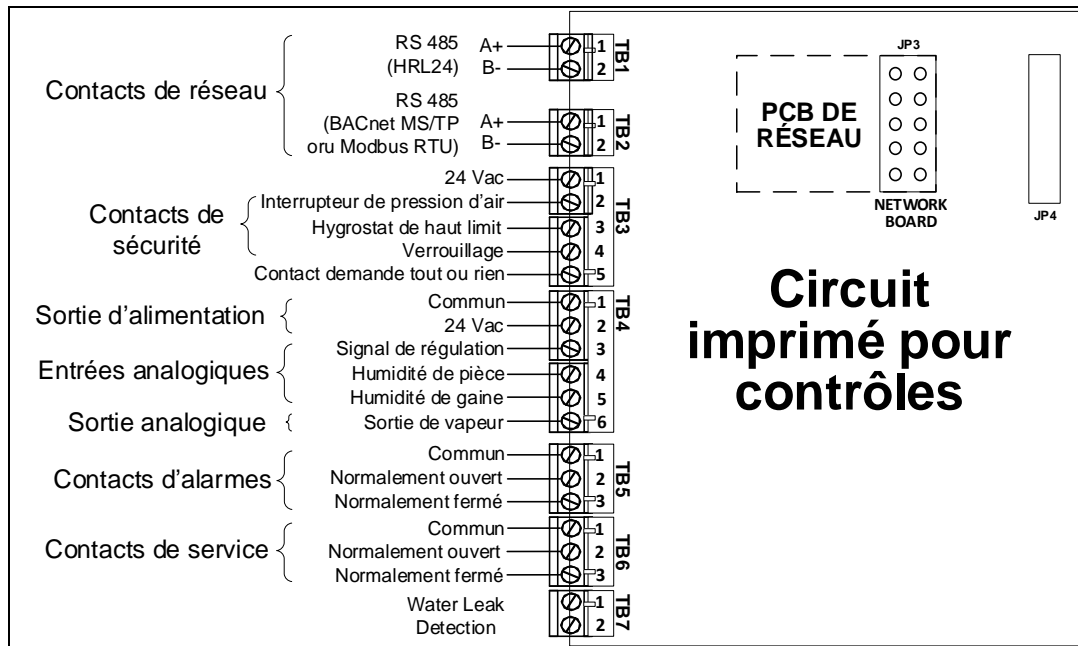 Contacts de réseau
RS 485 A+ 1
(HRL24) B- 2
TB1
RS 485
(BACnet MS/TP A+ 1
oru Modbus RTU) B- 2
TB2
Contacts de
sécurité
24 Vac 1
Interrupteur de pression d'air 2
Hygrostat de haut limit 3
Verrouillage 4
Contact demande tout ou rien 5
TB3
Sortie d'alimentation
Commun 1
24 Vac 2
Entrées analogiques
Signal de régulation 3
Humidité de pièce 4
Humidité de gaine 5
Sortie analogique
Sortie de vapeur 6
TB4
Contacts d'alarmes
Commun 1
Normalement ouvert 2
Normalement fermé 3
TB5
Contacts de service
Commun 1
Normalement ouvert 2
Normalement fermé 3
TB6
Water Leak 1
Detection 2
TB7
JP3
PCB DE
RÉSEAU
NETWORK
BOARD
JP4
Circuit
imprimé pour
contrôles